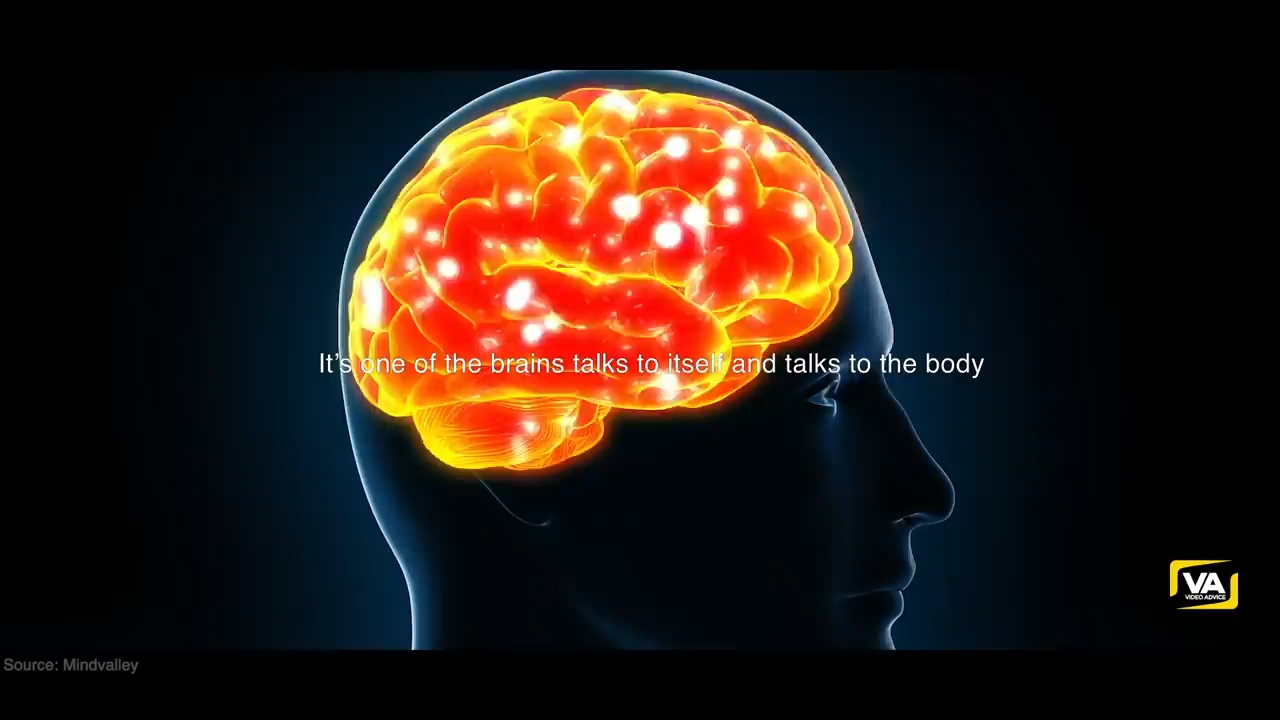 It's one of the brains talks to itself and talks to the body
VA
VIDEO ADVICE
Source: Mindvalley